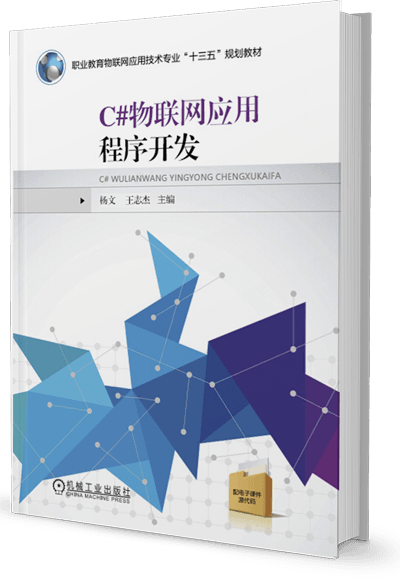 职业教育物联网应用技术专业“十三五”规划教材
C#物联网应用
程序开发
C# WULIANWANG YINGYONG CHENGXUKAIFA
杨文 王志杰 主编
配电子课件
源代码
机械工业出版社
CHINA MACHINE PRESS